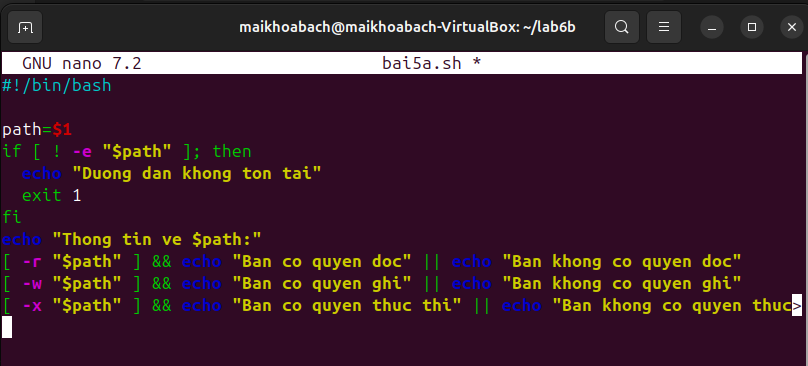 maikhoabach@maikhoabach-VirtualBox: ~/lab6b
GNU nano 7.2 bai5a.sh *
#!/bin/bash
path=$1
if [ ! -e "$path" ]; then
echo "Duong dan khong ton tai"
exit 1
fi
echo "Thong tin ve $path:"
[ -r "$path" ] && echo "Ban co quyen doc" || echo "Ban khong co quyen doc"
[ -w "$path" ] && echo "Ban co quyen ghi" || echo "Ban khong co quyen ghi"
[ -x "$path" ] && echo "Ban co quyen thuc thi" || echo "Ban khong co quyen thuc>